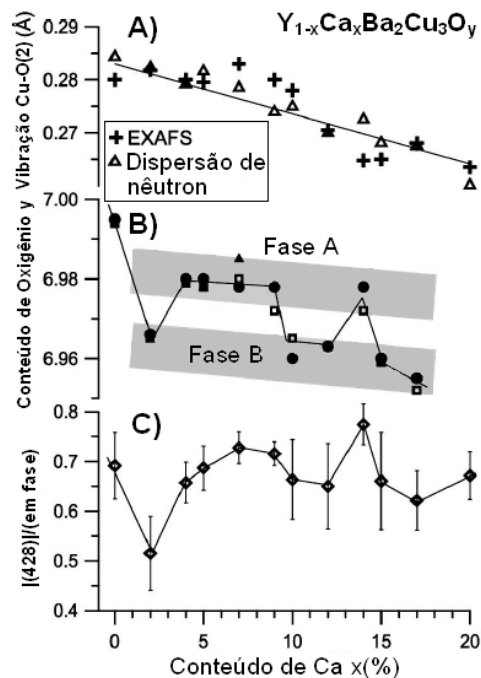 Y1-xCaxBa2Cu3Oy
A)
Vibração Cu-O(2) (Å)
0.29
0.28
0.27
EXAFS
Dispersão de
nêutron
B)
Conteúdo de Oxigênio y
7.00
6.98
6.96
Fase A
Fase B
C)
|(428)|/(em fase)
0.8
0.7
0.6
0.5
0.4
0 5 10 15 20
Conteúdo de Ca x(%)